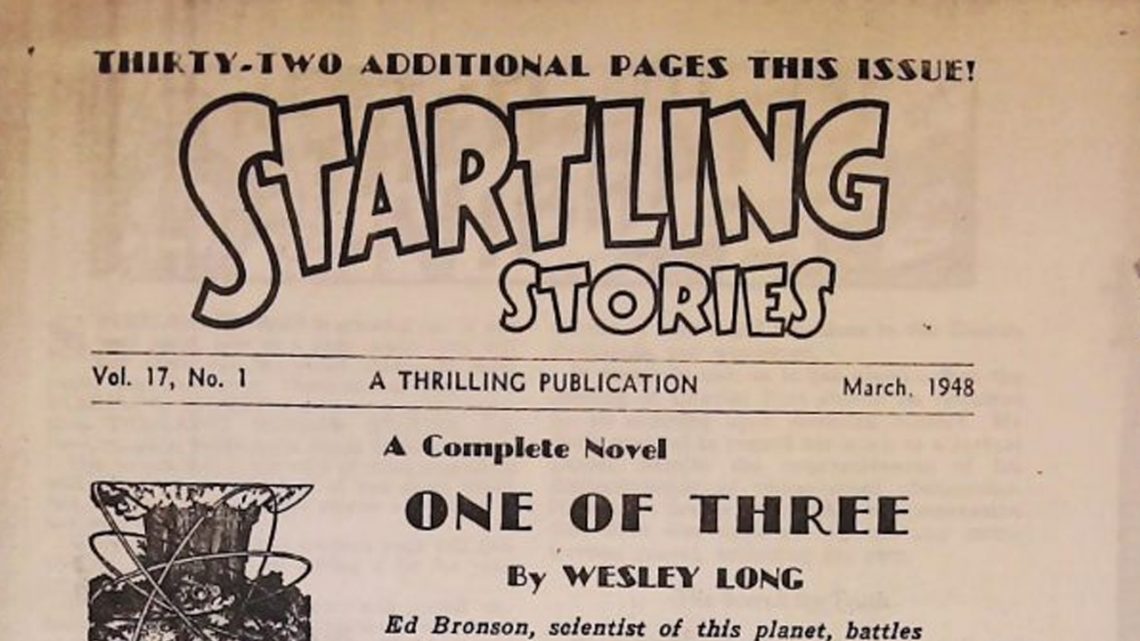 THIRTY-TWO ADDITIONAL PAGES THIS ISSUE!
STARTLING
STORIES
Vol. 17, No. 1 A THRILLING PUBLICATION March, 1948
A Complete Novel
ONE OF THREE
By WESLEY LONG
Ed Bronson, scientist of this planet, battles